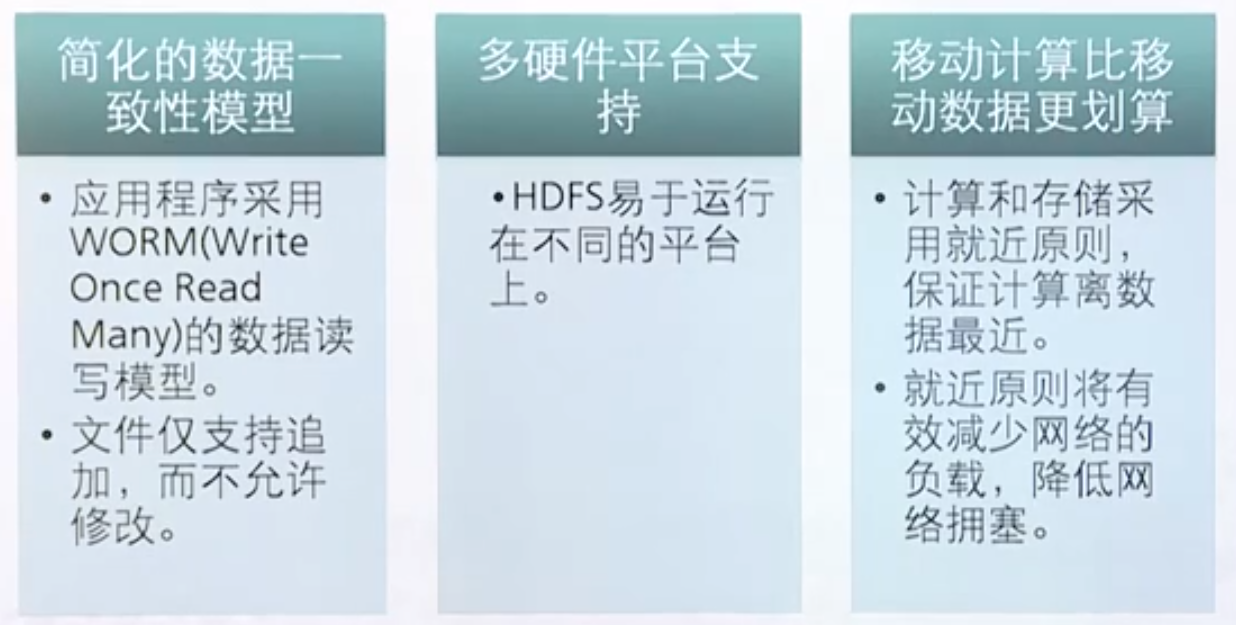 简化的数据一
致性模型
• 应用程序采用
WORM(Write
Once Read
Many)的数据读
写模型。
• 文件仅支持追
加，而不允许
修改。
多硬件平台支
持
•HDFS易于运行
在不同的平台
上。
移动计算比移
动数据更划算
• 计算和存储采
用就近原则，
保证计算离数
据最近。
• 就近原则将有
效减少网络的
负载，降低网
络拥塞。